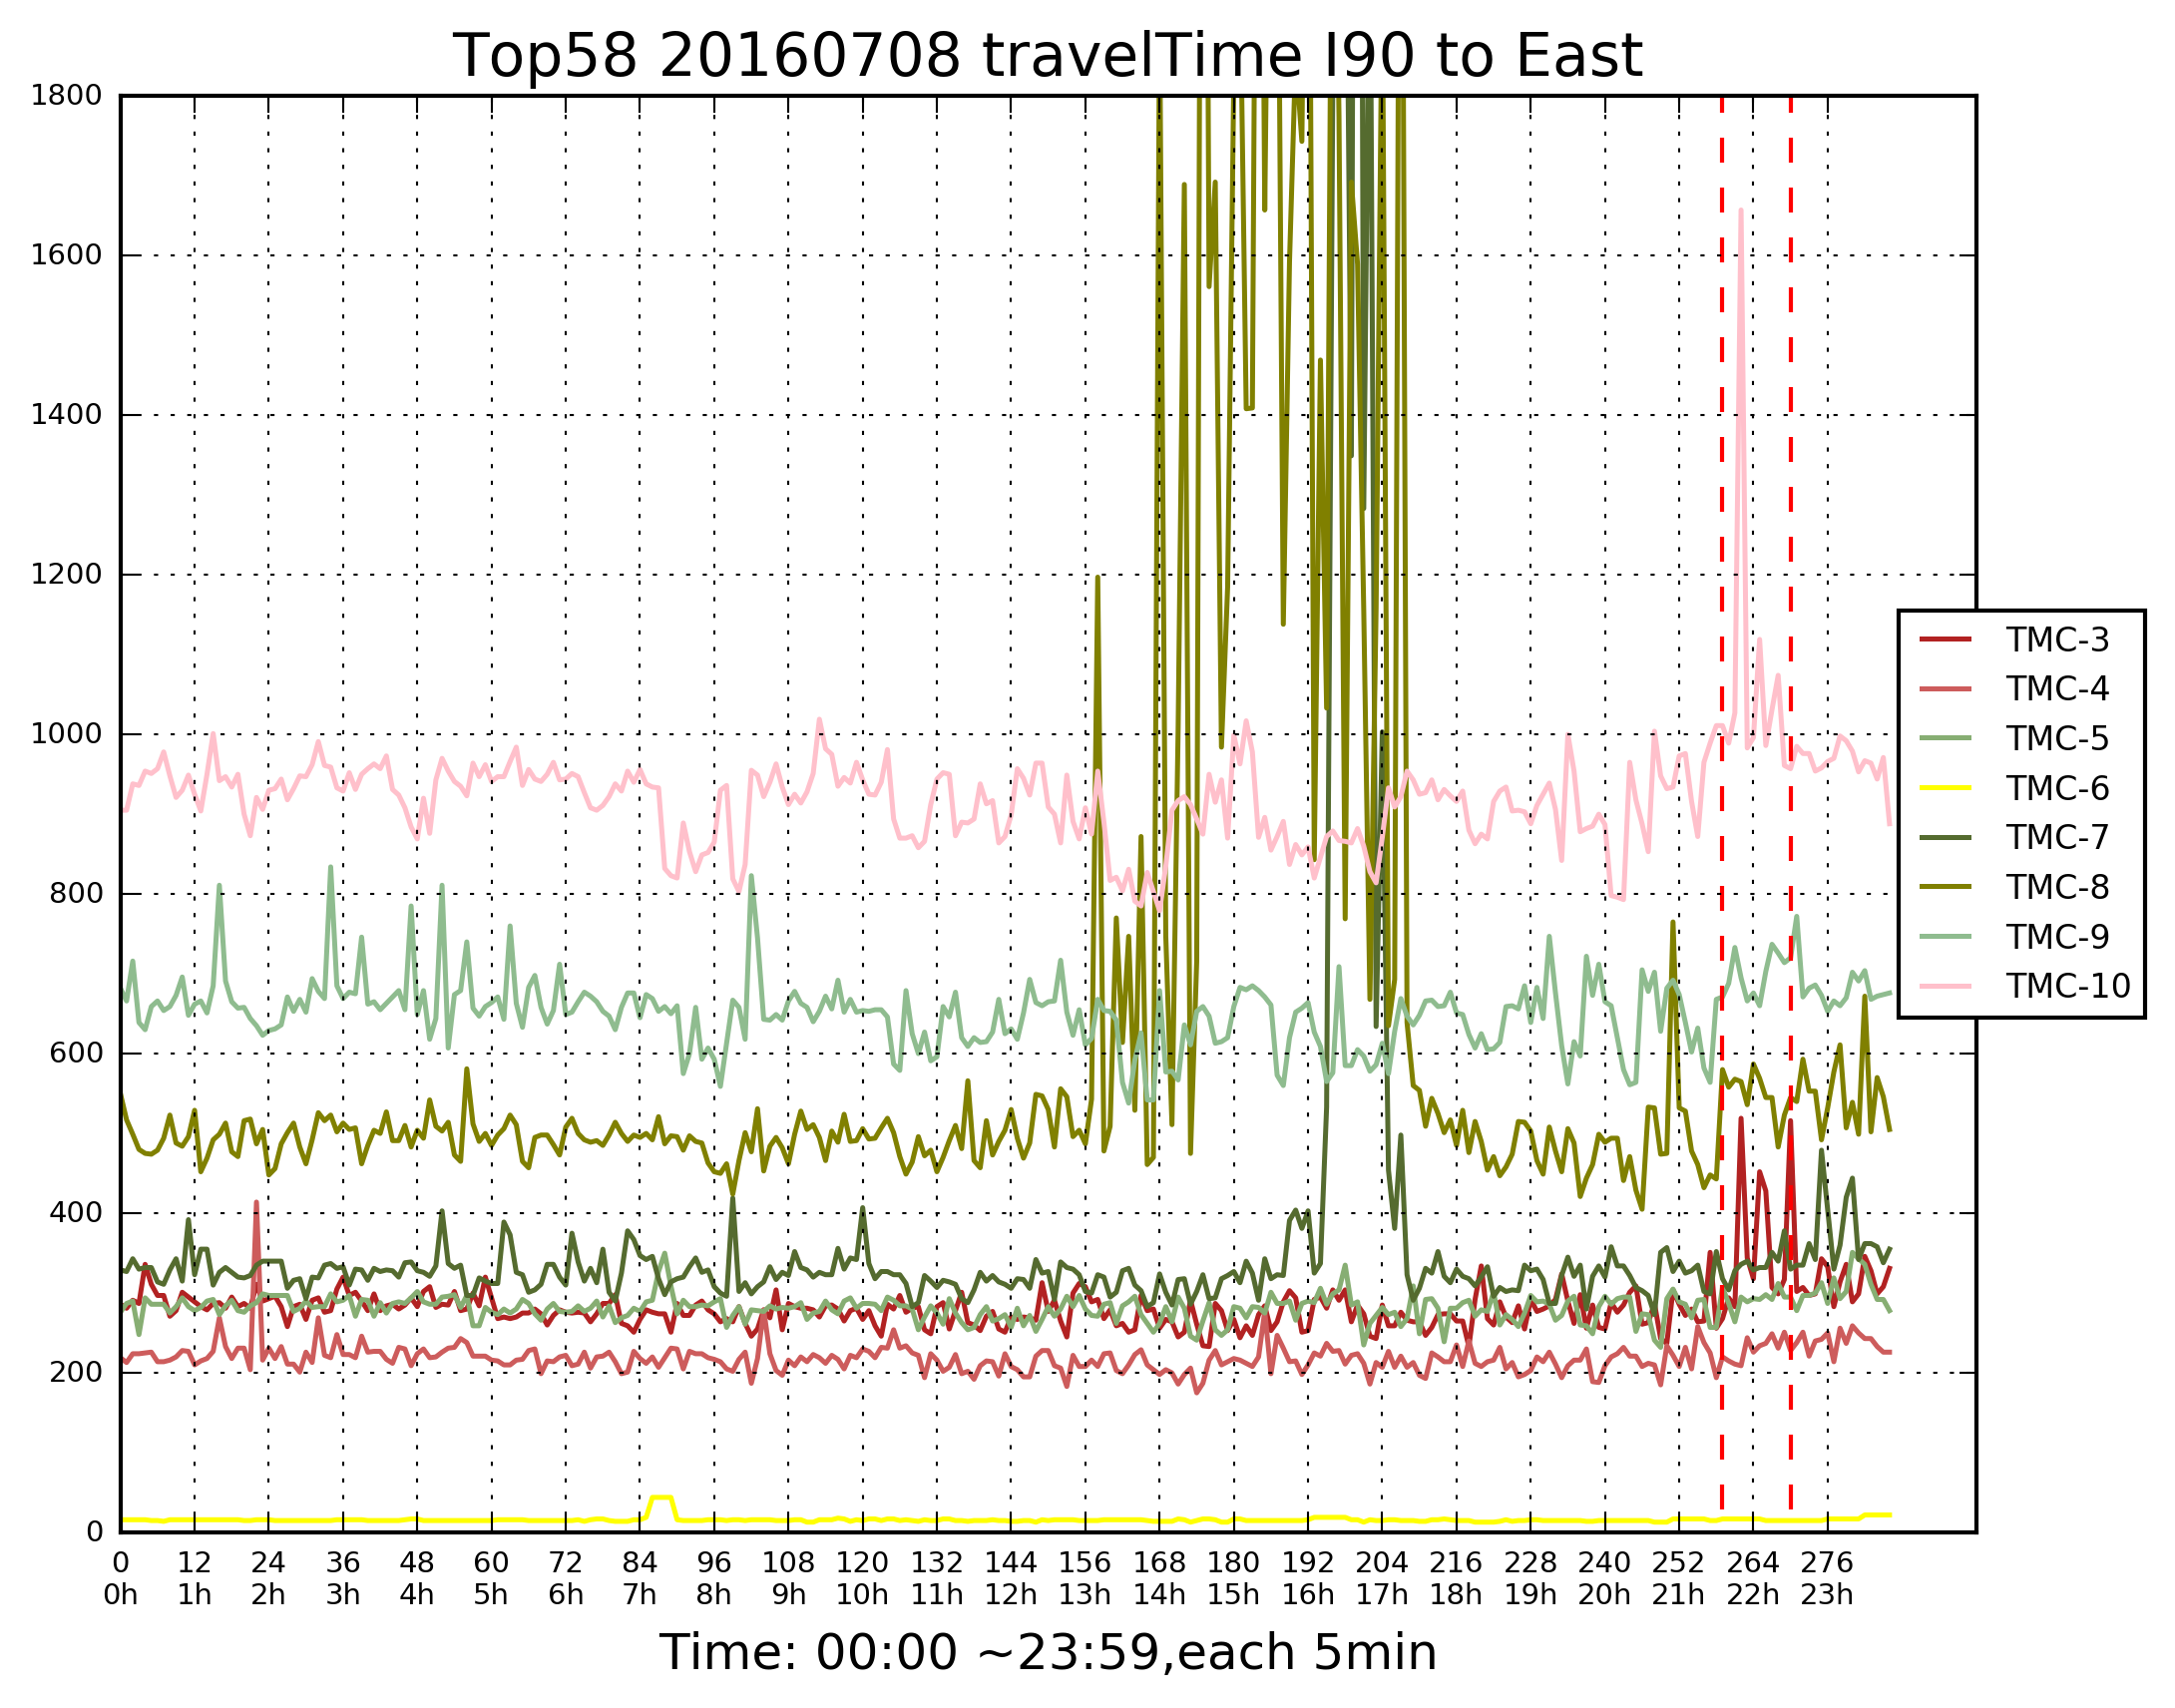 Top58 20160708 travelTime I90 to East
1800
1600
1400
1200
1000
800
600
400
200
0
TMC-3
TMC-4
TMC-5
TMC-6
TMC-7
TMC-8
TMC-9
TMC-10
0 12 24 36 48 60 72 84 96 108 120 132 144 156 168 180 192 204 216 228 240 252 264 276
0h 1h 2h 3h 4h 5h 6h 7h 8h 9h 10h 11h 12h 13h 14h 15h 16h 17h 18h 19h 20h 21h 22h 23h
Time: 00:00 ~23:59,each 5min